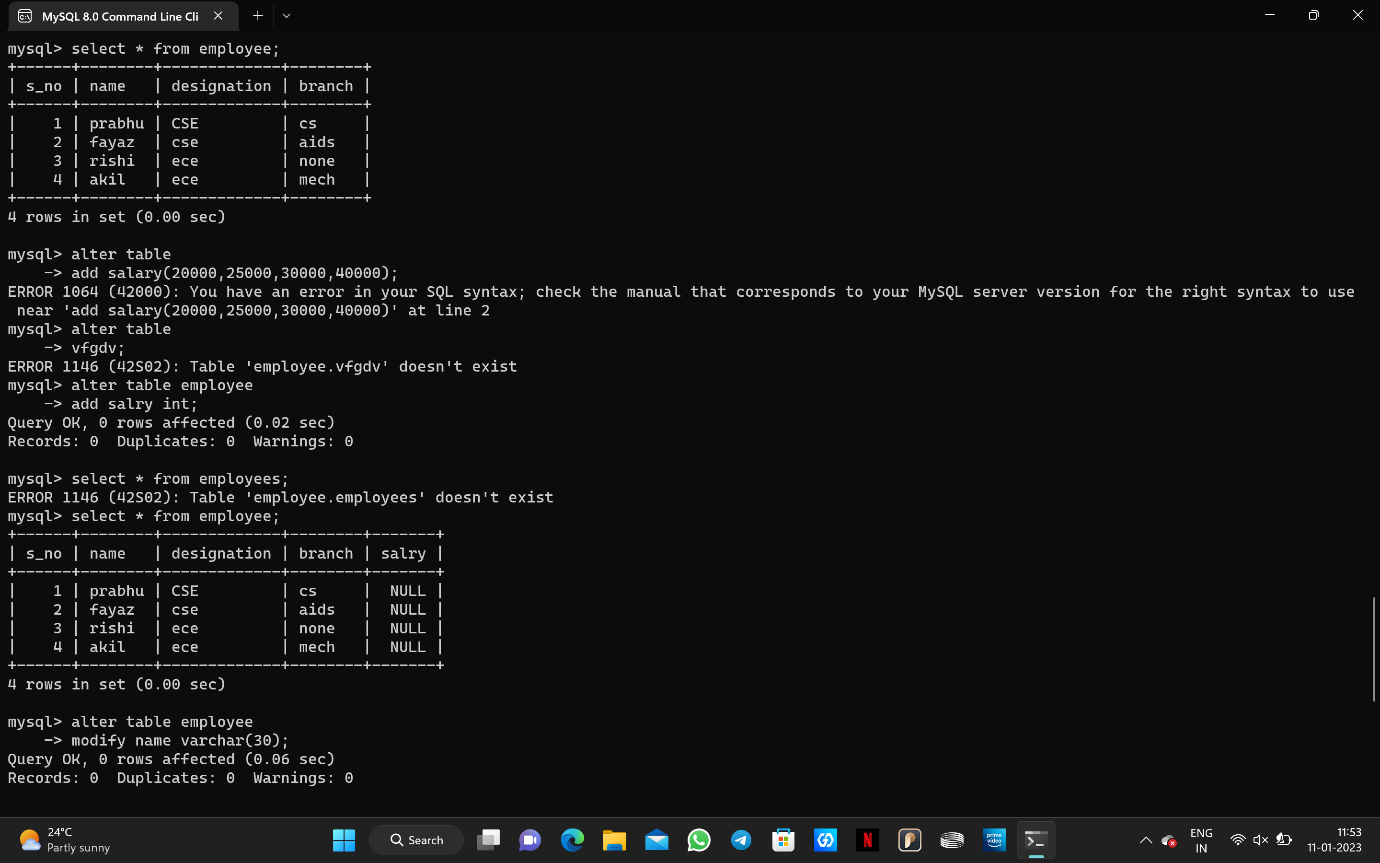 MySQL 8.0 Command Line Cli
mysql> select * from employee;
+------+--------+-------------+--------+
| s_no | name   | designation | branch |
+------+--------+-------------+--------+
|    1 | prabhu | CSE         | cs     |
|    2 | fayaz  | cse         | aids   |
|    3 | rishi  | ece         | none   |
|    4 | akil   | ece         | mech   |
+------+--------+-------------+--------+
4 rows in set (0.00 sec)
mysql> alter table
    -> add salary(20000,25000,30000,40000);
ERROR 1064 (42000): You have an error in your SQL syntax; check the manual that corresponds to your MySQL server version for the right syntax to use
 near 'add salary(20000,25000,30000,40000)' at line 2
mysql> alter table
    -> vfgdv;
ERROR 1146 (42S02): Table 'employee.vfgdv' doesn't exist
mysql> alter table employee
    -> add salry int;
Query OK, 0 rows affected (0.02 sec)
Records: 0  Duplicates: 0  Warnings: 0
mysql> select * from employees;
ERROR 1146 (42S02): Table 'employee.employees' doesn't exist
mysql> select * from employee;
+------+--------+-------------+--------+-------+
| s_no | name   | designation | branch | salry |
+------+--------+-------------+--------+-------+
|    1 | prabhu | CSE         | cs     |  NULL |
|    2 | fayaz  | cse         | aids   |  NULL |
|    3 | rishi  | ece         | none   |  NULL |
|    4 | akil   | ece         | mech   |  NULL |
+------+--------+-------------+--------+-------+
4 rows in set (0.00 sec)
mysql> alter table employee
    -> modify name varchar(30);
Query OK, 0 rows affected (0.06 sec)
Records: 0  Duplicates: 0  Warnings: 0
24°C
Partly sunny
Search
N
prime video
ENG
IN
11:53
11-01-2023